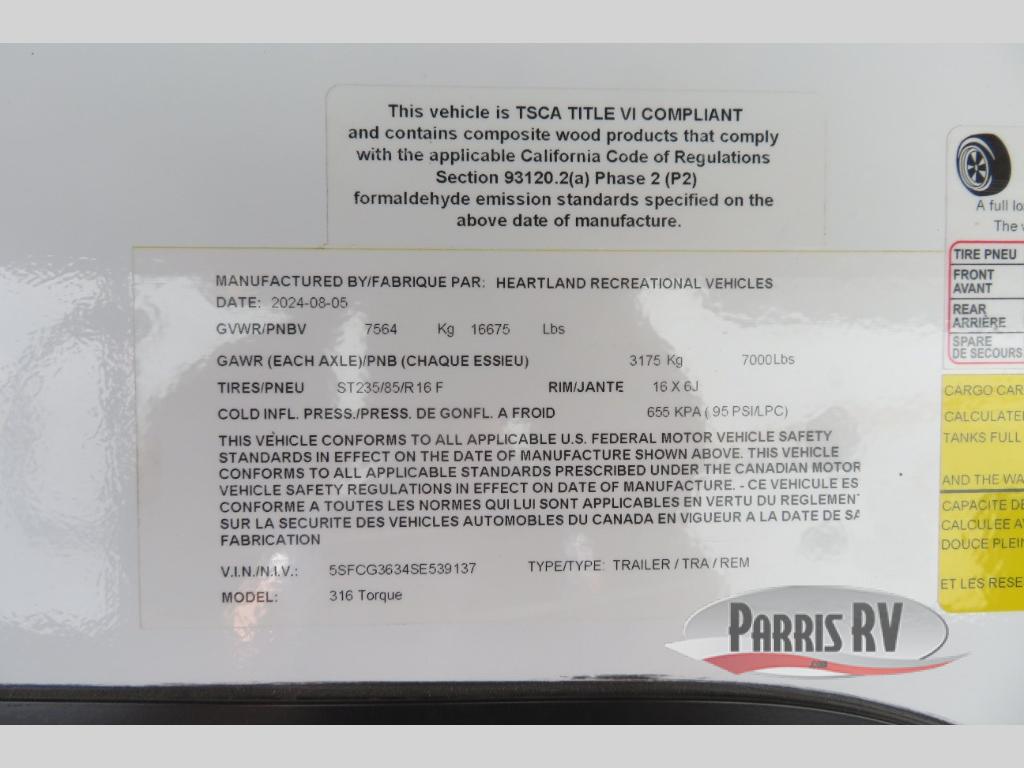 This vehicle is TSCA TITLE VI COMPLIANT
and contains composite wood products that comply
with the applicable California Code of Regulations
Section 93120.2(a) Phase 2 (P2)
formaldehyde emission standards specified on the
above date of manufacture.
MANUFACTURED BY/FABRIQUE PAR: HEARTLAND RECREATIONAL VEHICLES
DATE: 2024-08-05
GVWR/PNBV 7564 Kg 16675 Lbs
GAWR (EACH AXLE)/PNB (CHAQUE ESSIEU) 3175 Kg 7000Lbs
TIRES/PNEU ST235/85/R16 F RIM/JANTE 16 X 6J
COLD INFL. PRESS./PRESS. DE GONFL. A FROID 655 KPA ( 95 PSI/LPC)
THIS VEHICLE CONFORMS TO ALL APPLICABLE U.S. FEDERAL MOTOR VEHICLE SAFETY
STANDARDS IN EFFECT ON THE DATE OF MANUFACTURE SHOWN ABOVE. THIS VEHICLE
CONFORMS TO ALL APPLICABLE STANDARDS PRESCRIBED UNDER THE CANADIAN MOTOR
VEHICLE SAFETY REGULATIONS IN EFFECT ON DATE OF MANUFACTURE. - CE VEHICULE ES
CONFORME A TOUTES LES NORMES QUI LUI SONT APPLICABLES EN VERTU DU REGLEMEN
SUR LA SECURITE DES VEHICLES AUTOMOBILES DU CANADA EN VIGUEUR A LA DATE DE SA
FABRICATION
V.I.N./N.I.V.: 5SFCG3634SE539137 TYPE/TYPE: TRAILER / TRA / REM
MODEL: 316 Torque
A full lo
The
TIRE PNEU
FRONT
AVANT
REAR
ARRIÈRE
SPARE
DE SECOURS
CARGO CAR
CALCULATE
TANKS FULL
AND THE WA
CAPACITE DE
CALCULEE A
DOUCE PLEIN
ET LES RESE
PARRIS RV
.com